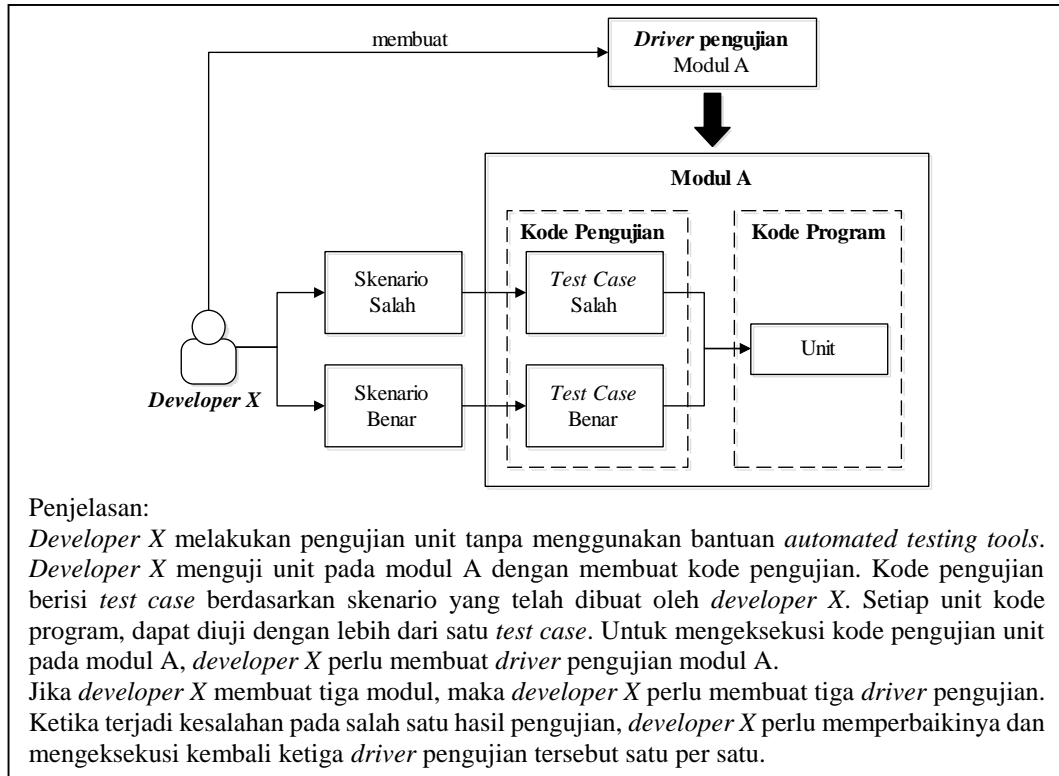 membuat
Driver pengujian
Modul A
Modul A
Kode Pengujian
Kode Program
Skenario
Salah
Test Case
Salah
Unit
Developer X
Skenario
Benar
Test Case
Benar
Penjelasan:
Developer X melakukan pengujian unit tanpa menggunakan bantuan automated testing tools.
Developer X menguji unit pada modul A dengan membuat kode pengujian. Kode pengujian
berisi test case berdasarkan skenario yang telah dibuat oleh developer X. Setiap unit kode
program, dapat diuji dengan lebih dari satu test case. Untuk mengeksekusi kode pengujian unit
pada modul A, developer X perlu membuat driver pengujian modul A.
Jika developer X membuat tiga modul, maka developer X perlu membuat tiga driver pengujian.
Ketika terjadi kesalahan pada salah satu hasil pengujian, developer X perlu memperbaikinya dan
mengeksekusi kembali ketiga driver pengujian tersebut satu per satu.